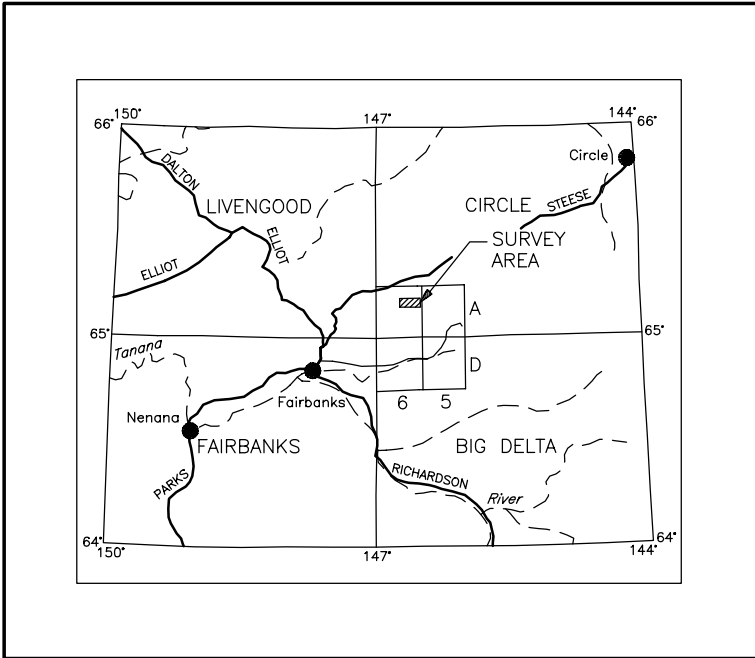 150°
147°
144°
66°
66°
Circle
DALTON
STEESE
LIVENGOOD
CIRCLE
ELLIOT
SURVEY
AREA
ELLIOT
A
65°
65°
Tanana
D
Fairbanks
6
5
Nenana
FAIRBANKS
BIG DELTA
PARKS
RICHARDSON
River
64°
64°
150°
147°
144°